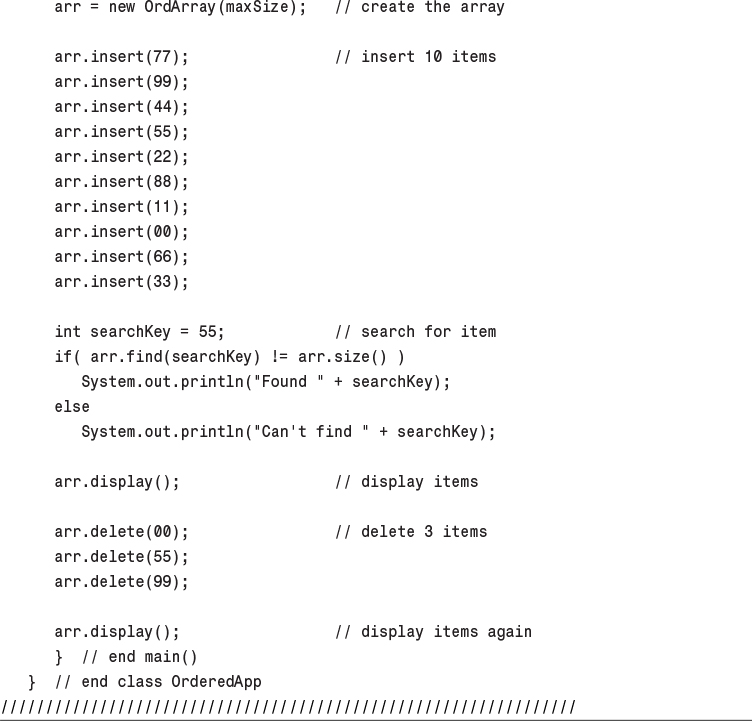 arr = new OrdArray(maxSize);   // create the array

arr.insert(77);                // insert 10 items
arr.insert(99);
arr.insert(44);
arr.insert(55);
arr.insert(22);
arr.insert(88);
arr.insert(11);
arr.insert(00);
arr.insert(66);
arr.insert(33);

int searchKey = 55;            // search for item
if( arr.find(searchKey) != arr.size() )
   System.out.println("Found " + searchKey);
else
   System.out.println("Can't find " + searchKey);

arr.display();                 // display items

arr.delete(00);                // delete 3 items
arr.delete(55);
arr.delete(99);

arr.display();                 // display items again
}  // end main()
}  // end class OrderedApp
////////////////////////////////////////////////////////////////